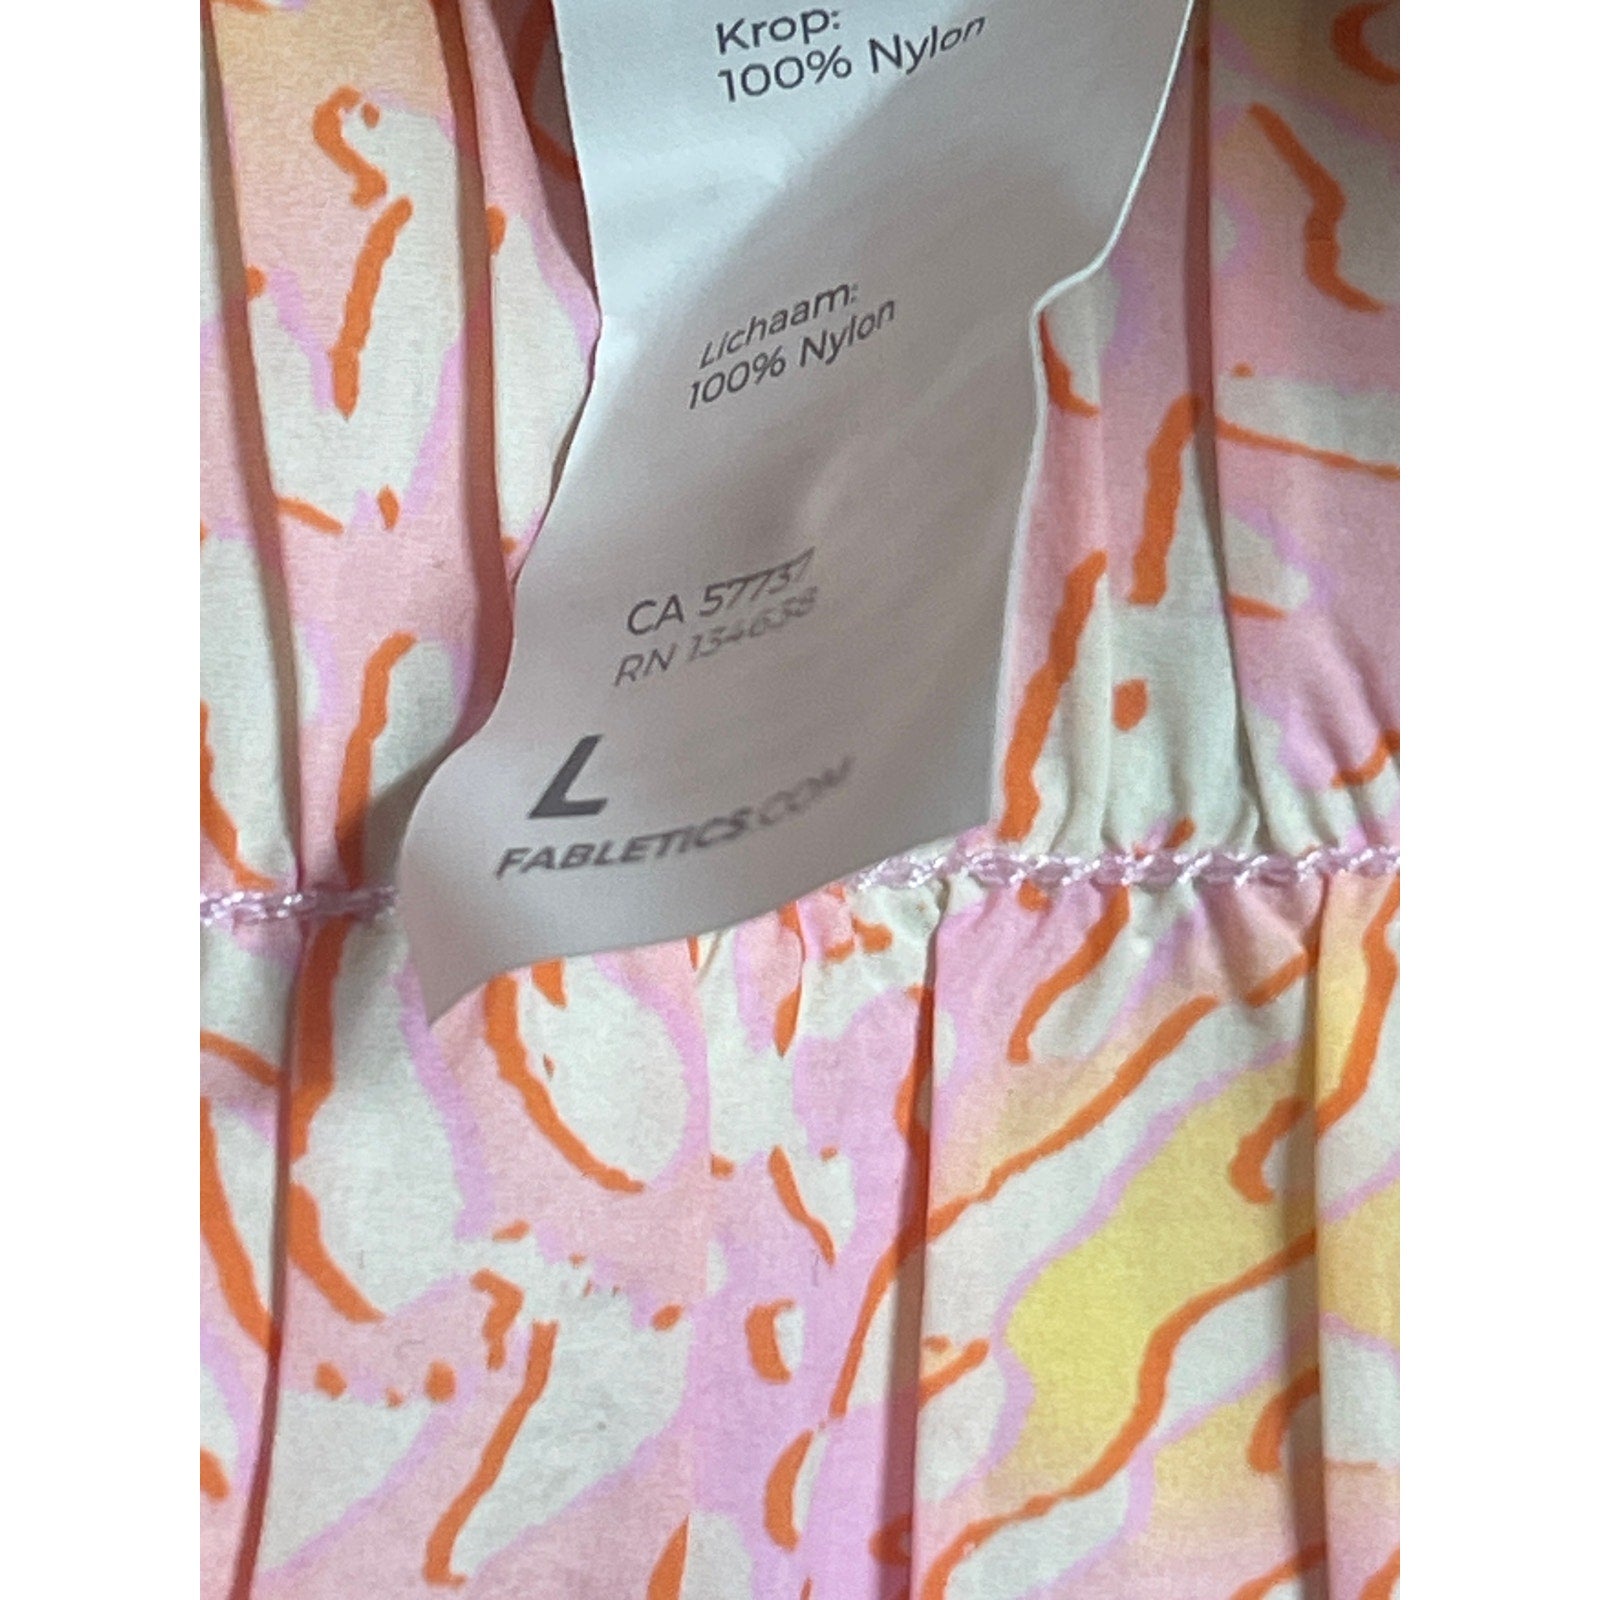 Krop:
100% Nylon
Lichaam:
100% Nylon
CA 57737
RN 134638
L
FABLETICS.COM